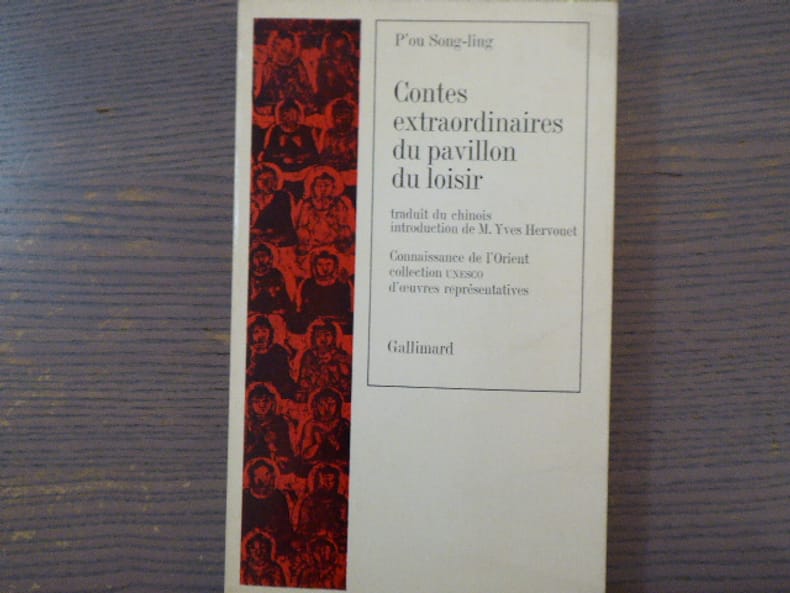 P'ou Song-ling
Contes
extraordinaires
du pavillon
du loisir
traduit du chinois
introduction de M. Yves Hervouet
Connaissance de l'Orient
collection UNESCO
d'œuvres représentatives
Gallimard